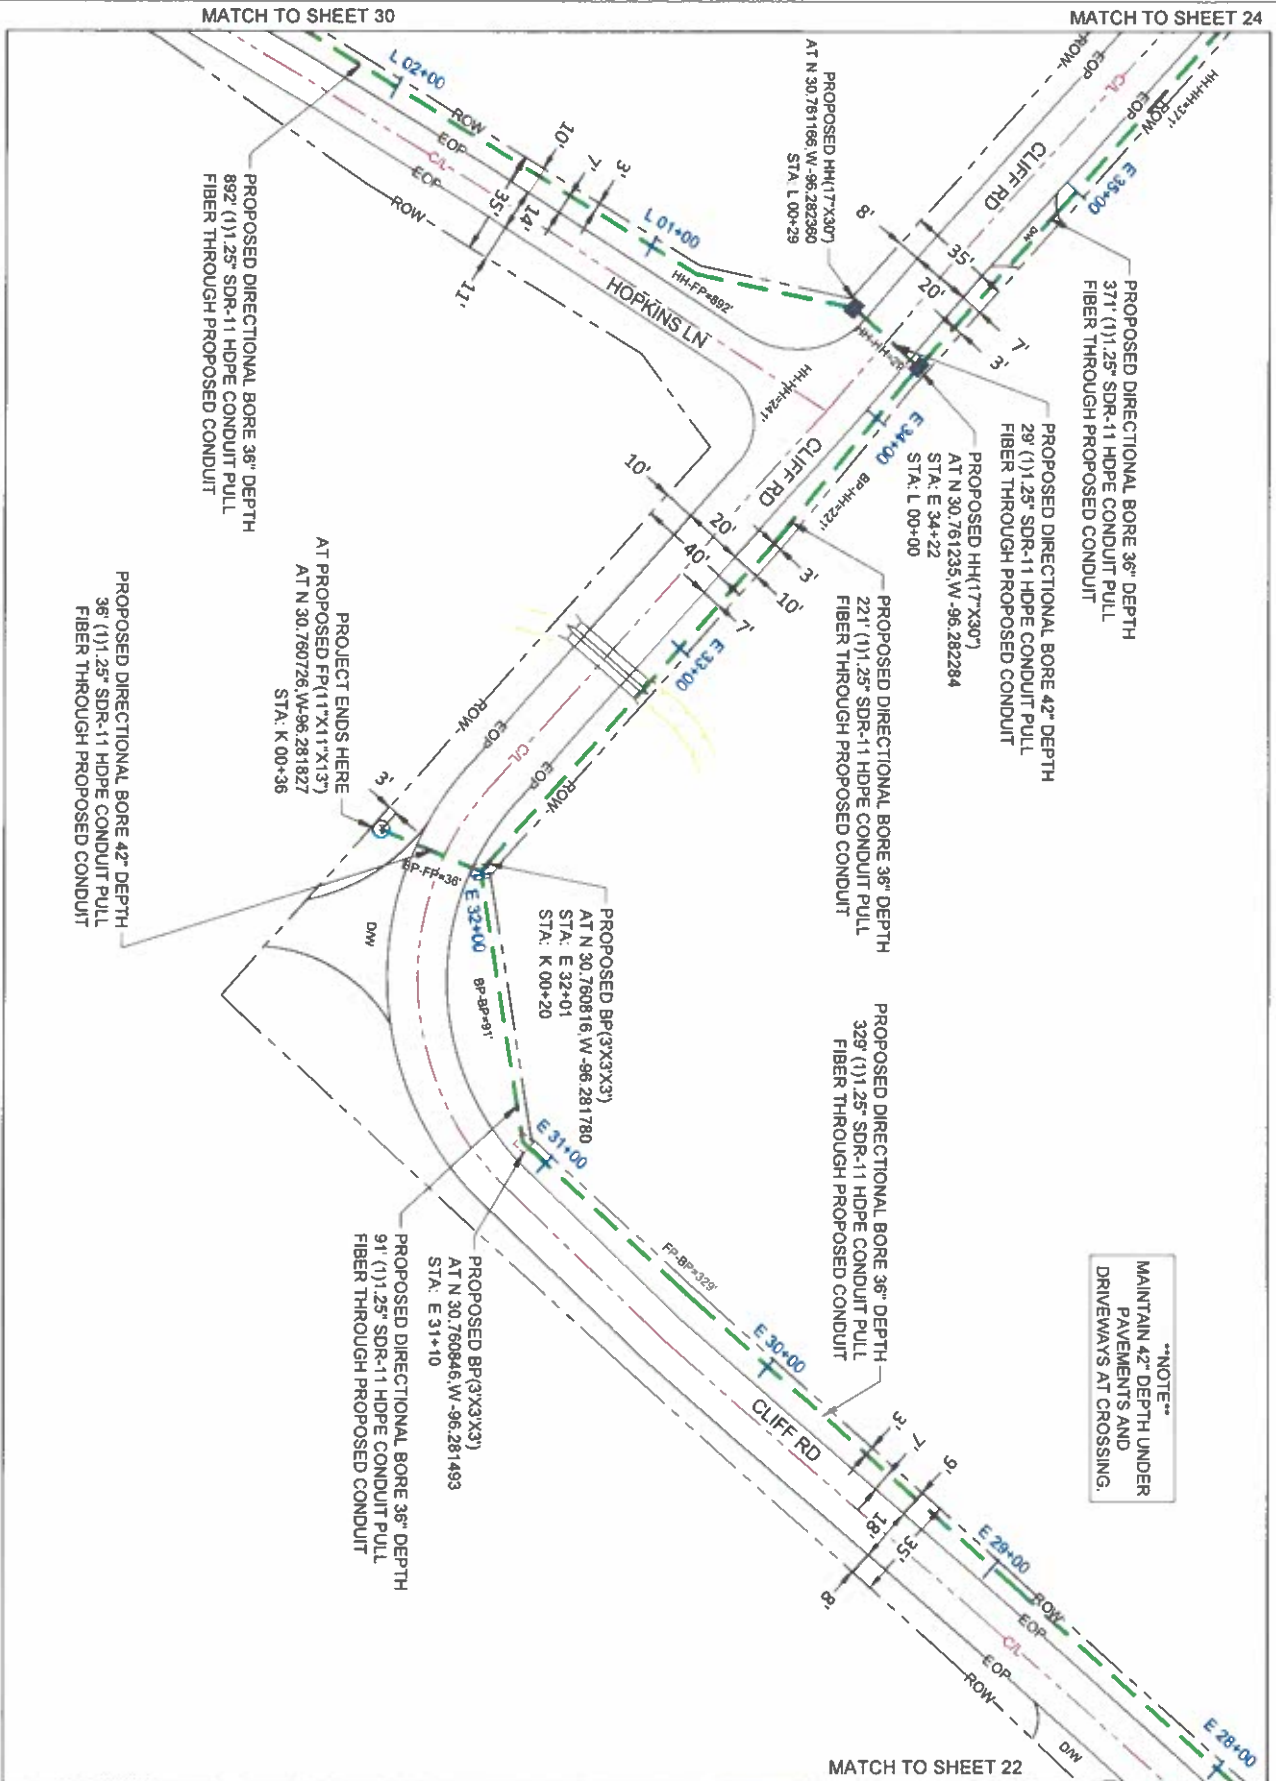 MATCH TO SHEET 30
MATCH TO SHEET 24
PROPOSED DIRECTIONAL BORE 36" DEPTH
371' (1)1.25" SDR-11 HDPE CONDUIT PULL
FIBER THROUGH PROPOSED CONDUIT
PROPOSED DIRECTIONAL BORE 42" DEPTH
29' (1)1.25" SDR-11 HDPE CONDUIT PULL
FIBER THROUGH PROPOSED CONDUIT
PROPOSED HH(17"X30")
AT N 30.761235,W -96.282284
STA: E 34+22
STA: L 00+00
PROPOSED DIRECTIONAL BORE 36" DEPTH
221' (1)1.25" SDR-11 HDPE CONDUIT PULL
FIBER THROUGH PROPOSED CONDUIT
PROPOSED DIRECTIONAL BORE 36" DEPTH
329' (1)1.25" SDR-11 HDPE CONDUIT PULL
FIBER THROUGH PROPOSED CONDUIT
**NOTE**
MAINTAIN 42" DEPTH UNDER
PAVEMENTS AND
DRIVEWAYS AT CROSSING.
PROPOSED HH(17"X30")
AT N 30.761166,W -96.282360
STA: L 00+29
PROPOSED BP(3'X3'X3')
AT N 30.760816,W -96.281780
STA: E 32+01
STA: K 00+20
PROPOSED BP(3'X3'X3')
AT N 30.760846,W -96.281493
STA: E 31+10
PROPOSED DIRECTIONAL BORE 36" DEPTH
91' (1)1.25" SDR-11 HDPE CONDUIT PULL
FIBER THROUGH PROPOSED CONDUIT
PROJECT ENDS HERE
AT PROPOSED FP(11"X11"X13")
AT N 30.760726,W-96.281827
STA: K 00+36
PROPOSED DIRECTIONAL BORE 36" DEPTH
892' (1)1.25" SDR-11 HDPE CONDUIT PULL
FIBER THROUGH PROPOSED CONDUIT
PROPOSED DIRECTIONAL BORE 42" DEPTH
36' (1)1.25" SDR-11 HDPE CONDUIT PULL
FIBER THROUGH PROPOSED CONDUIT
L 02+00
ROW
EOP
C/L
EOP
ROW
10'
7'
3'
35'
14'
11'
L 01+00
HH-FP=892'
HOPKINS LN
HH-HH=371'
ROW
EOP
C/L
EOP
ROW
CLIFF RD
E 35+00
D/W
8'
35'
20'
7'
3'
E 34+00
HH-HH=241'
CLIFF RD
BP-HH=221'
10'
20'
40'
3'
10'
7'
E 33+00
ROW
EOP
C/L
EOP
ROW
3'
BP-FP=36'
E 32+00
D/W
BP-BP=91'
E 31+00
FP-BP=329'
E 30+00
CLIFF RD
3'
7'
9'
18'
35'
8'
E 29+00
ROW
EOP
C/L
EOP
ROW
D/W
E 28+00
MATCH TO SHEET 22